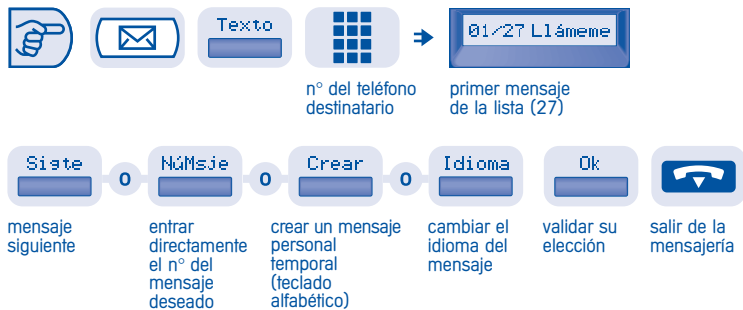 Texto
01/27 Llámeme
n° del teléfono
destinatario
primer mensaje
de la lista (27)
Siste
o
NúMsje
o
Crear
o
Idioma
Ok
mensaje
siguiente
entrar
directamente
el n° del
mensaje
deseado
crear un mensaje
personal
temporal
(teclado
alfabético)
cambiar el
idioma del
mensaje
validar su
elección
salir de la
mensajería